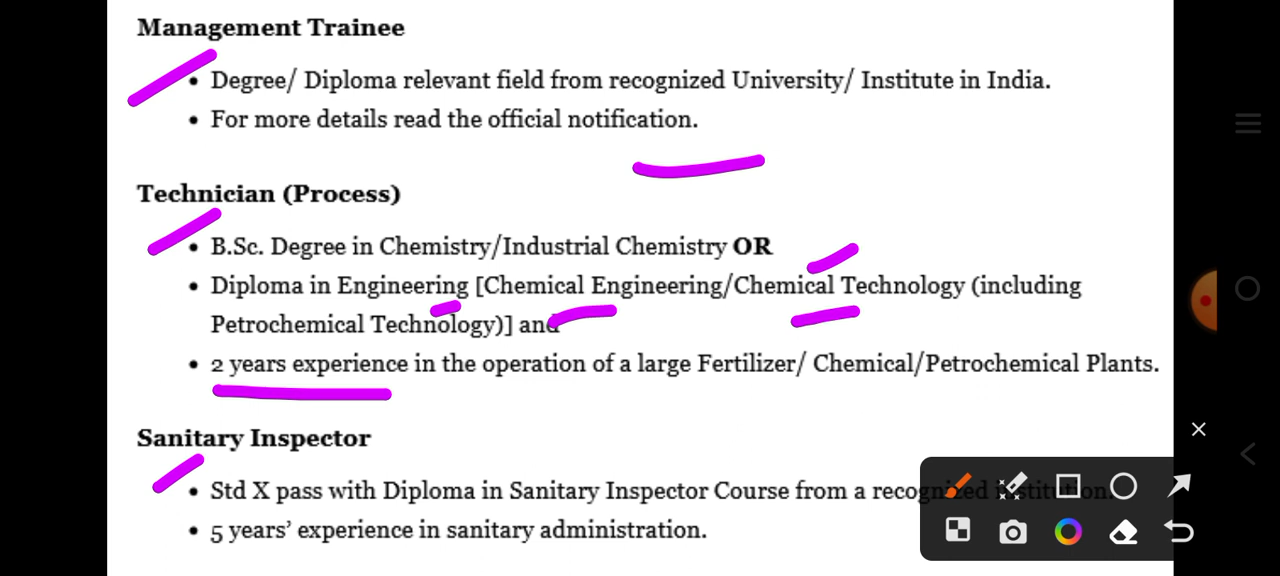 Management Trainee
• Degree/ Diploma relevant field from recognized University/ Institute in India.
• For more details read the official notification.
Technician (Process)
• B.Sc. Degree in Chemistry/Industrial Chemistry OR
• Diploma in Engineering [Chemical Engineering/Chemical Technology (including
Petrochemical Technology)] and
• 2 years experience in the operation of a large Fertilizer/ Chemical/Petrochemical Plants.
Sanitary Inspector
• Std X pass with Diploma in Sanitary Inspector Course from a recognized institution.
• 5 years’ experience in sanitary administration.